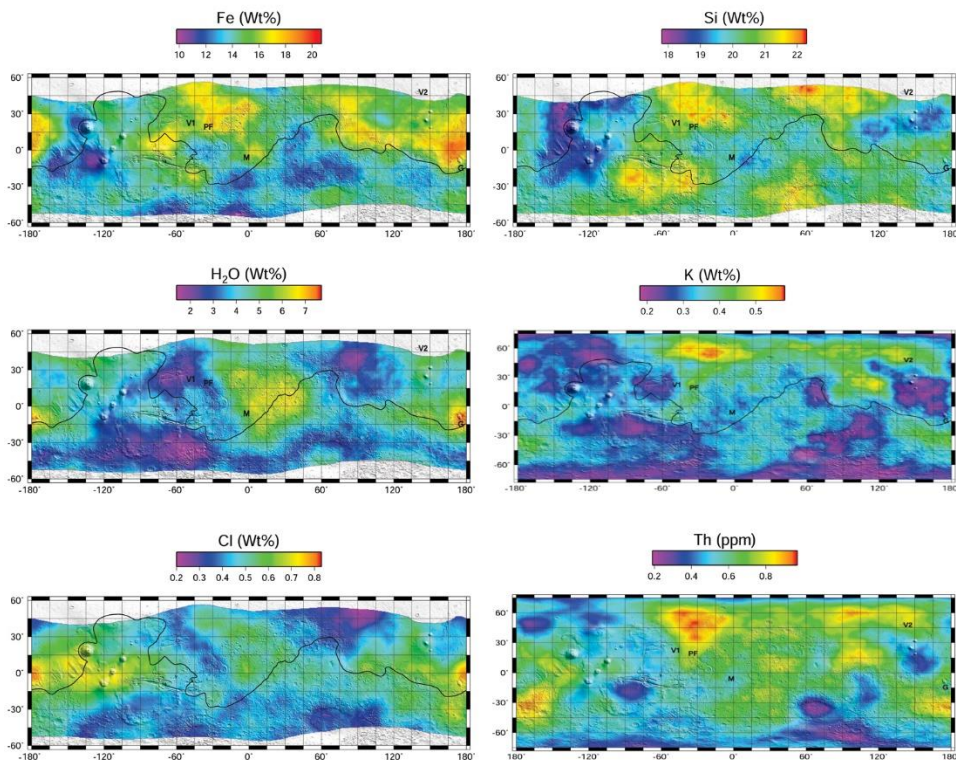 Fe (Wt%)
10 12 14 16 18 20
60°
V2
30°
V1 PF
0°
M
G
-30°
-60°
-180° -120° -60° 0° 60° 120° 180°
Si (Wt%)
18 19 20 21 22
60°
V2
30°
V1 PF
0°
M
G
-30°
-60°
-180° -120° -60° 0° 60° 120° 180°
H₂O (Wt%)
2 3 4 5 6 7
60°
V2
30°
V1 PF
0°
M
G
-30°
-60°
-180° -120° -60° 0° 60° 120° 180°
K (Wt%)
0.2 0.3 0.4 0.5
60°
V2
30°
V1 PF
0°
M
G
-30°
-60°
-180° -120° -60° 0° 60° 120° 180°
Cl (Wt%)
0.2 0.3 0.4 0.5 0.6 0.7 0.8
60°
30°
0°
-30°
-60°
-180° -120° -60° 0° 60° 120° 180°
Th (ppm)
0.2 0.4 0.6 0.8
60°
V2
30°
V1 PF
0°
M
G
-30°
-60°
-180° -120° -60° 0° 60° 120° 180°